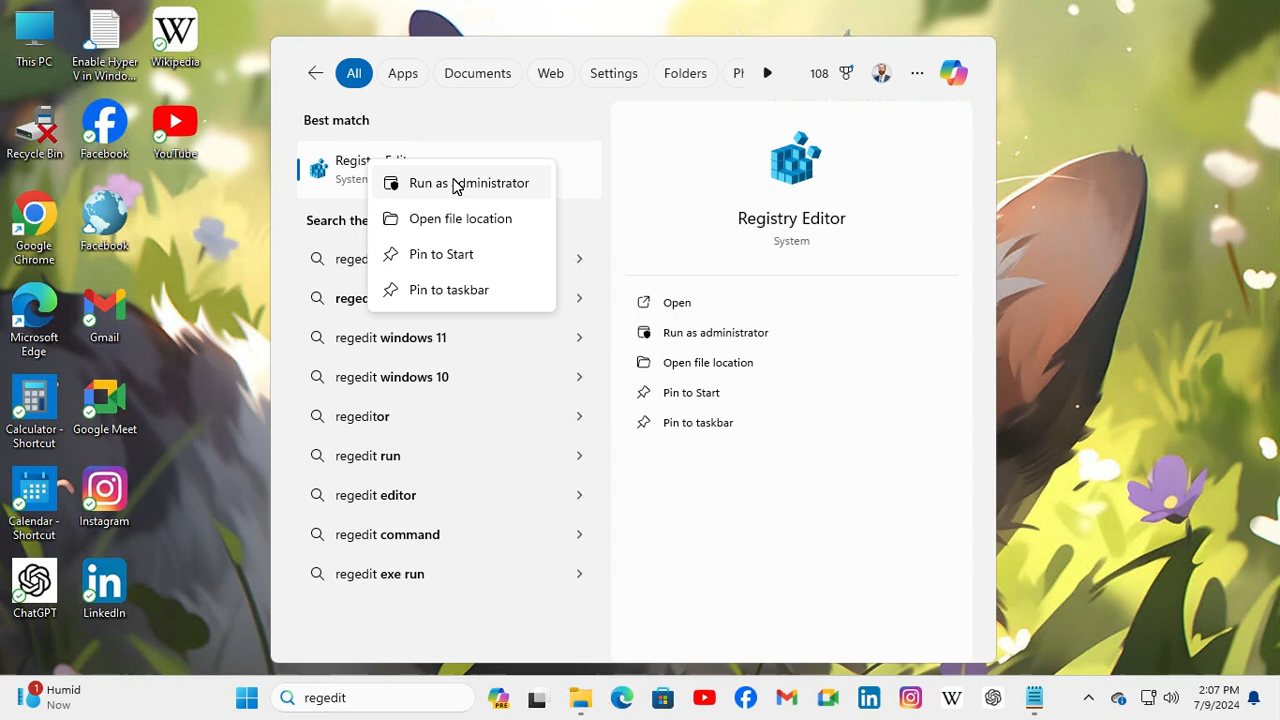 This PC
Enable Hyper
V in Windo...
Wikipedia
Recycle Bin
Facebook
YouTube
Google
Chrome
Facebook
Microsoft
Edge
Gmail
Calculator -
Shortcut
Google Meet
Calendar -
Shortcut
Instagram
ChatGPT
LinkedIn
All
Apps
Documents
Web
Settings
Folders
108
Best match
System
Run as administrator
Open file location
Pin to Start
Pin to taskbar
Search the
regedit windows 11
regedit windows 10
regeditor
regedit run
regedit editor
regedit command
regedit exe run
Registry Editor
System
Open
Run as administrator
Open file location
Pin to Start
Pin to taskbar
1
Humid
Now
regedit
PRE
2:07 PM
7/9/2024